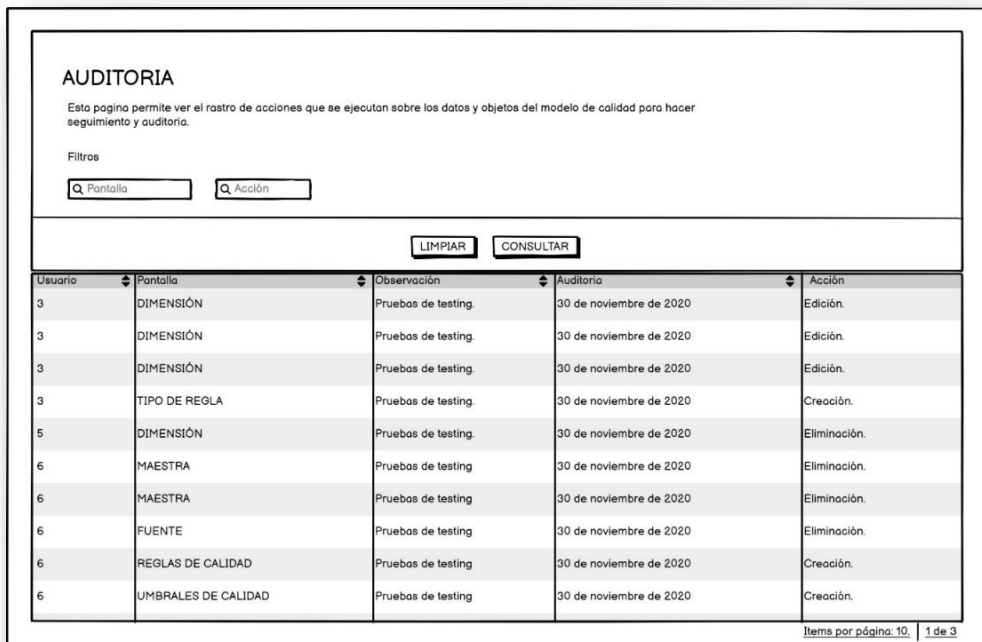 AUDITORIA
Esta pagina permite ver el rastro de acciones que se ejecutan sobre los datos y objetos del modelo de calidad para hacer
seguimiento y auditoria.
Filtros
Pantalla Acción
LIMPIAR CONSULTAR
Usuario Pantalla Observación Auditoria Acción
3 DIMENSIÓN Pruebas de testing. 30 de noviembre de 2020 Edición.
3 DIMENSIÓN Pruebas de testing. 30 de noviembre de 2020 Edición.
3 DIMENSIÓN Pruebas de testing. 30 de noviembre de 2020 Edición.
3 TIPO DE REGLA Pruebas de testing. 30 de noviembre de 2020 Creación.
5 DIMENSIÓN Pruebas de testing. 30 de noviembre de 2020 Eliminación.
6 MAESTRA Pruebas de testing 30 de noviembre de 2020 Eliminación.
6 MAESTRA Pruebas de testing 30 de noviembre de 2020 Eliminación.
6 FUENTE Pruebas de testing 30 de noviembre de 2020 Eliminación.
6 REGLAS DE CALIDAD Pruebas de testing 30 de noviembre de 2020 Creación.
6 UMBRALES DE CALIDAD Pruebas de testing 30 de noviembre de 2020 Creación.
Items por página: 10. 1 de 3